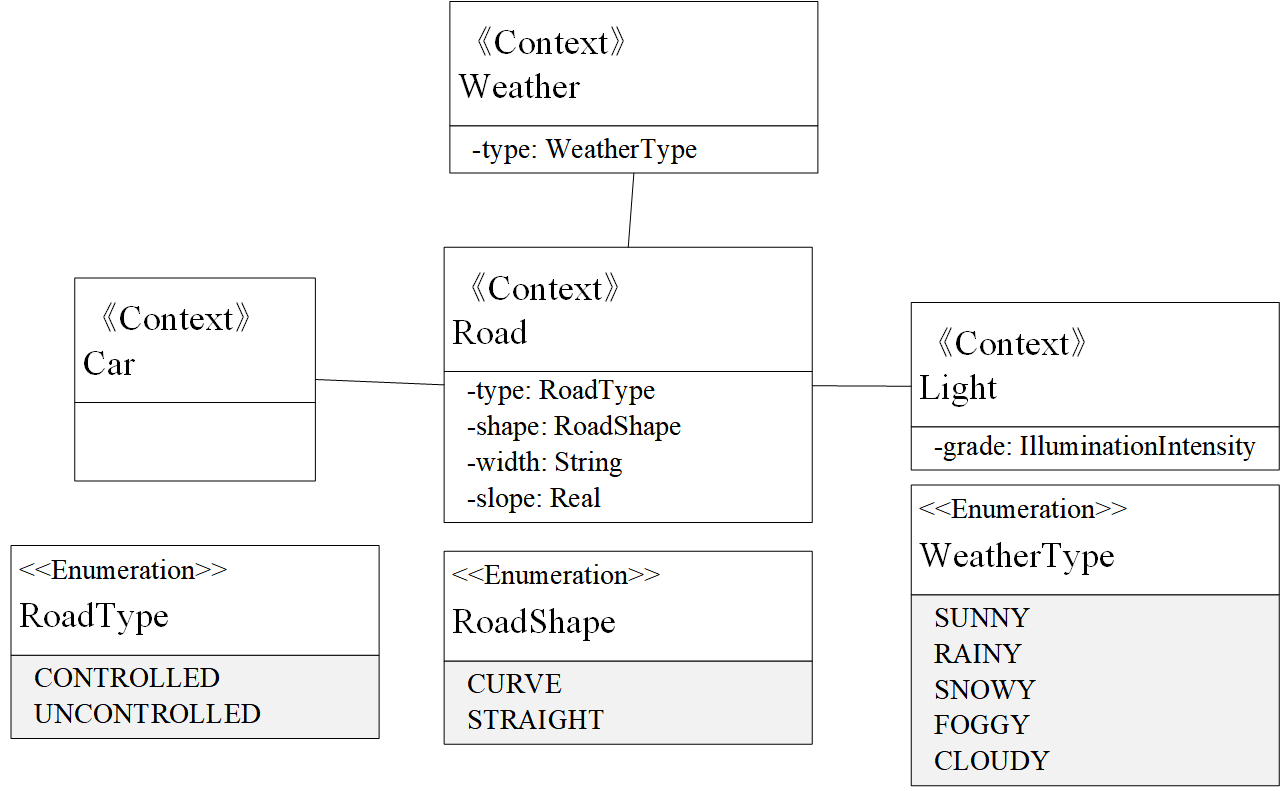 《Context》
Weather
-type: WeatherType
《Context》
Car
《Context》
Road
-type: RoadType
-shape: RoadShape
-width: String
-slope: Real
《Context》
Light
-grade: IlluminationIntensity
<<Enumeration>>
RoadType
CONTROLLED
UNCONTROLLED
<<Enumeration>>
RoadShape
CURVE
STRAIGHT
<<Enumeration>>
WeatherType
SUNNY
RAINY
SNOWY
FOGGY
CLOUDY